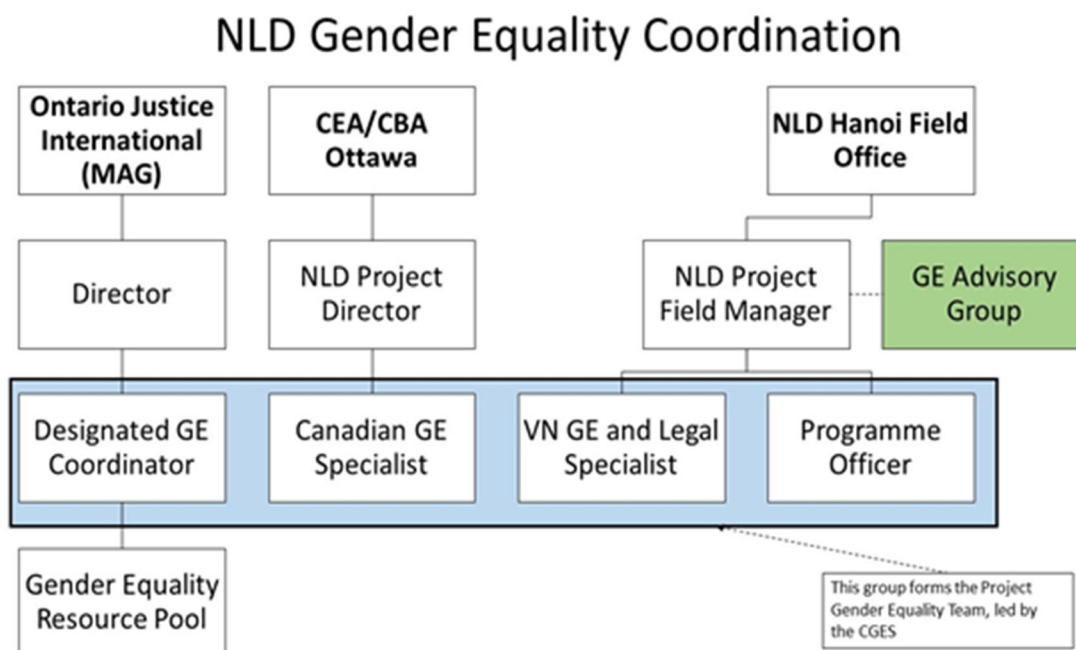 NLD Gender Equality Coordination
Ontario Justice
International
(MAG)
CEA/CBA
Ottawa
NLD Hanoi Field
Office
Director
NLD Project
Director
NLD Project
Field Manager
GE Advisory
Group
Designated GE
Coordinator
Canadian GE
Specialist
VN GE and Legal
Specialist
Programme
Officer
Gender Equality
Resource Pool
This group forms the Project
Gender Equality Team, led by
the CGES